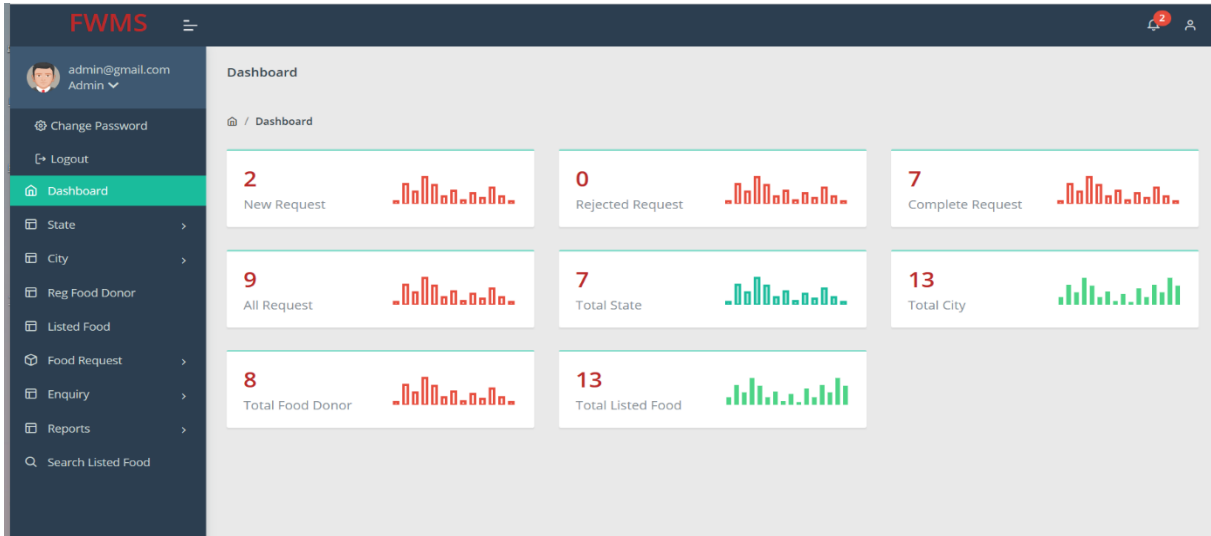 FWMS
2
admin@gmail.com
Admin
Change Password
Logout
Dashboard
State
City
Reg Food Donor
Listed Food
Food Request
Enquiry
Reports
Search Listed Food
Dashboard
/ Dashboard
2
New Request
0
Rejected Request
7
Complete Request
9
All Request
7
Total State
13
Total City
8
Total Food Donor
13
Total Listed Food